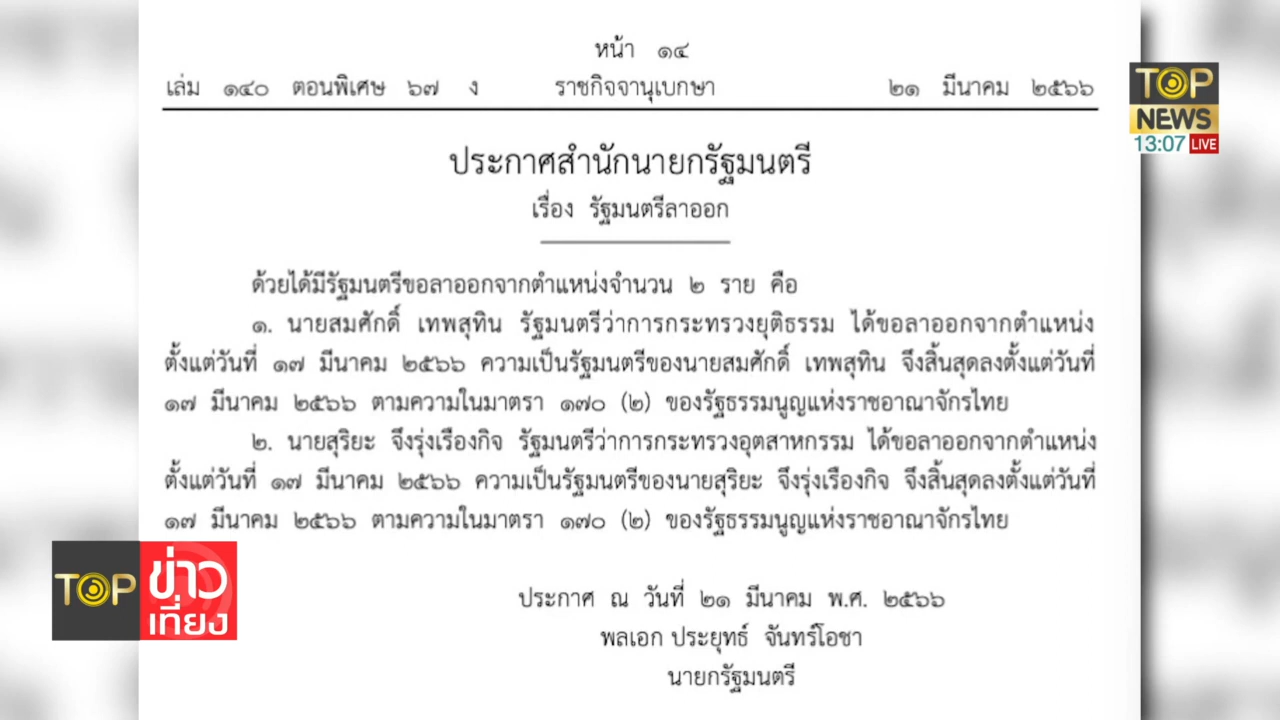 หน้า ๑๔
เล่ม ๑๔๐ ตอนพิเศษ ๖๗ ง ราชกิจจานุเบกษา ๒๑ มีนาคม ๒๕๖๖
TOP
NEWS
13:07 LIVE
ประกาศสำนักนายกรัฐมนตรี
เรื่อง รัฐมนตรีลาออก
ด้วยได้มีรัฐมนตรีขอลาออกจากตำแหน่งจำนวน ๒ ราย คือ
๑. นายสมศักดิ์ เทพสุทิน รัฐมนตรีว่าการกระทรวงยุติธรรม ได้ขอลาออกจากตำแหน่ง
ตั้งแต่วันที่ ๑๗ มีนาคม ๒๕๖๖ ความเป็นรัฐมนตรีของนายสมศักดิ์ เทพสุทิน จึงสิ้นสุดลงตั้งแต่วันที่
๑๗ มีนาคม ๒๕๖๖ ตามความในมาตรา ๑๗๐ (๒) ของรัฐธรรมนูญแห่งราชอาณาจักรไทย
๒. นายสุริยะ จึงรุ่งเรืองกิจ รัฐมนตรีว่าการกระทรวงอุตสาหกรรม ได้ขอลาออกจากตำแหน่ง
ตั้งแต่วันที่ ๑๗ มีนาคม ๒๕๖๖ ความเป็นรัฐมนตรีของนายสุริยะ จึงรุ่งเรืองกิจ จึงสิ้นสุดลงตั้งแต่วันที่
๑๗ มีนาคม ๒๕๖๖ ตามความในมาตรา ๑๗๐ (๒) ของรัฐธรรมนูญแห่งราชอาณาจักรไทย
TOP ข่าว
เที่ยง
ประกาศ ณ วันที่ ๒๑ มีนาคม พ.ศ. ๒๕๖๖
พลเอก ประยุทธ์ จันทร์โอชา
นายกรัฐมนตรี